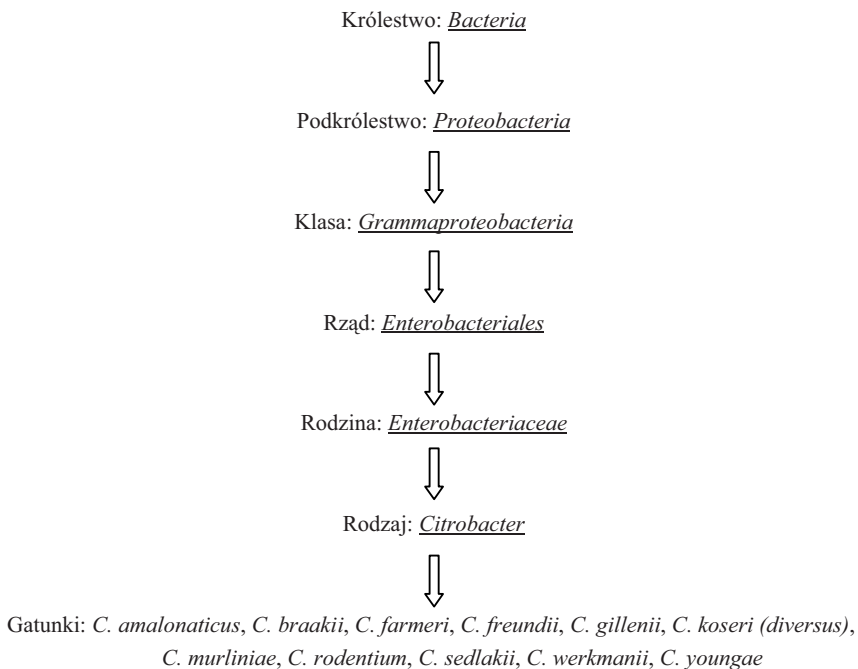 Królestwo: Bacteria
Podkrólestwo: Proteobacteria
Klasa: Grammaproteobacteria
Rząd: Enterobacteriales
Rodzina: Enterobacteriaceae
Rodzaj: Citrobacter
Gatunki: C. amalonaticus, C. braakii, C. farmeri, C. freundii, C. gillenii, C. koseri (diversus),
C. murliniae, C. rodentium, C. sedlakii, C. werkmanii, C. youngae